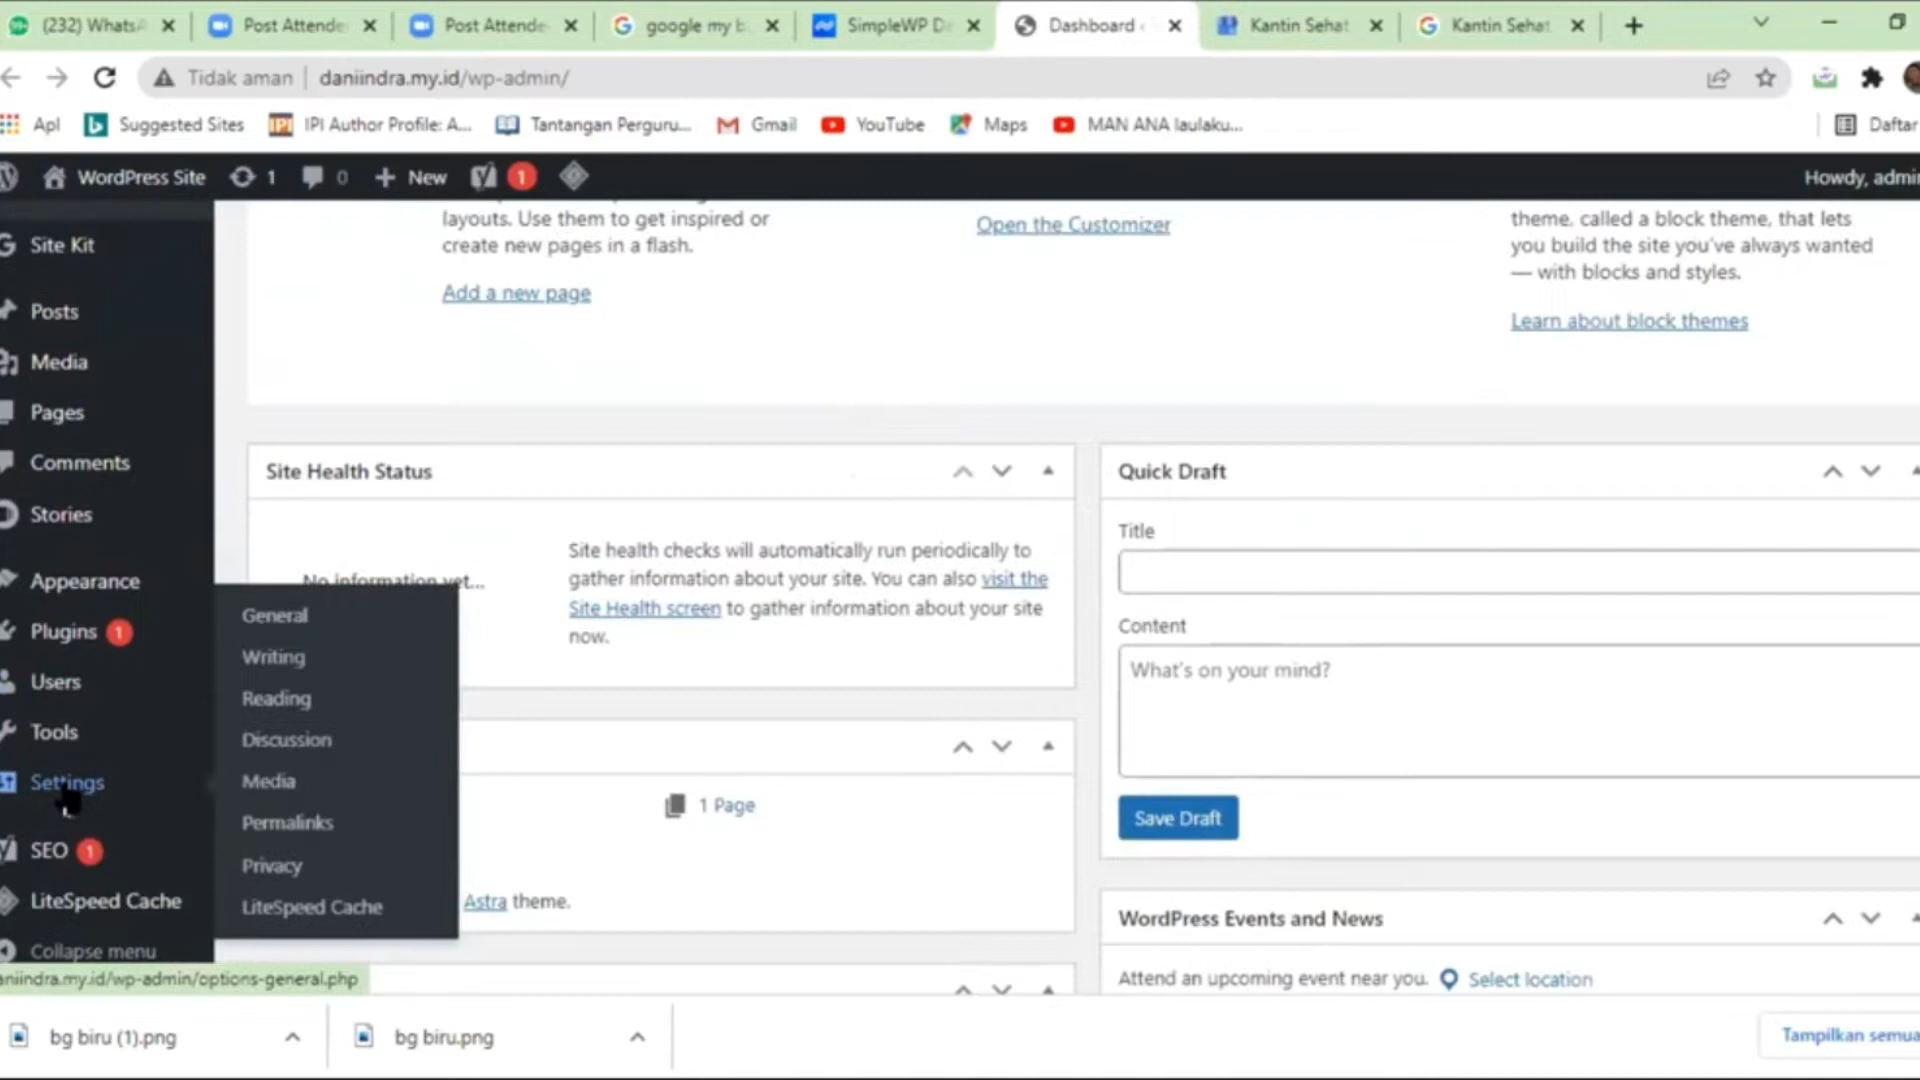 (232) WhatsA
Post Attende
Post Attende
google my b
SimpleWP De
Dashboard
Kantin Sehat
Kantin Sehat
Tidak aman
daniindra.my.id/wp-admin/
Apl
Suggested Sites
IPI Author Profile: A...
Tantangan Perguru...
Gmail
YouTube
Maps
MAN ANA laulaku...
Daftar
WordPress Site
1
0
New
1
Howdy, admin
Site Kit
Posts
Media
Pages
Comments
Stories
Appearance
Plugins 1
Users
Tools
Settings
SEO 1
LiteSpeed Cache
Collapse menu
General
Writing
Reading
Discussion
Media
Permalinks
Privacy
LiteSpeed Cache
layouts. Use them to get inspired or
create new pages in a flash.
Add a new page
Open the Customizer
theme, called a block theme, that lets
you build the site you've always wanted
— with blocks and styles.
Learn about block themes
Site Health Status
No information yet...
Site health checks will automatically run periodically to
gather information about your site. You can also visit the
Site Health screen to gather information about your site
now.
1 Page
Astra theme.
Quick Draft
Title
Content
What's on your mind?
Save Draft
WordPress Events and News
Attend an upcoming event near you.
Select location
aniindra.my.id/wp-admin/options-general.php
bg biru (1).png
bg biru.png
Tampilkan semua